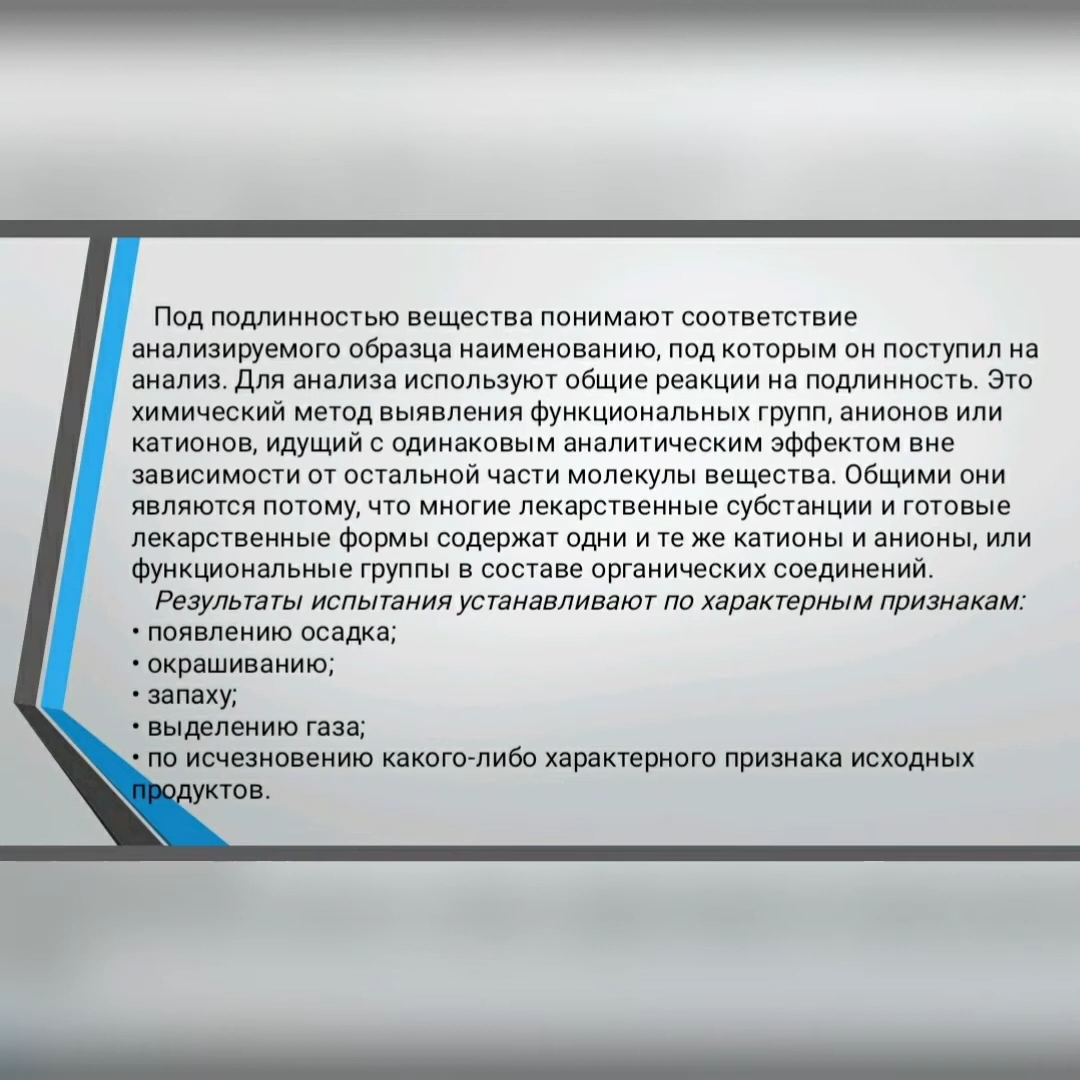 Под подлинностью вещества понимают соответствие
анализируемого образца наименованию, под которым он поступил на
анализ. Для анализа используют общие реакции на подлинность. Это
химический метод выявления функциональных групп, анионов или
катионов, идущий с одинаковым аналитическим эффектом вне
зависимости от остальной части молекулы вещества. Общими они
являются потому, что многие лекарственные субстанции и готовые
лекарственные формы содержат одни и те же катионы и анионы, или
функциональные группы в составе органических соединений.
Результаты испытания устанавливают по характерным признакам:
• появлению осадка;
• окрашиванию;
• запаху;
• выделению газа;
• по исчезновению какого-либо характерного признака исходных
продуктов.